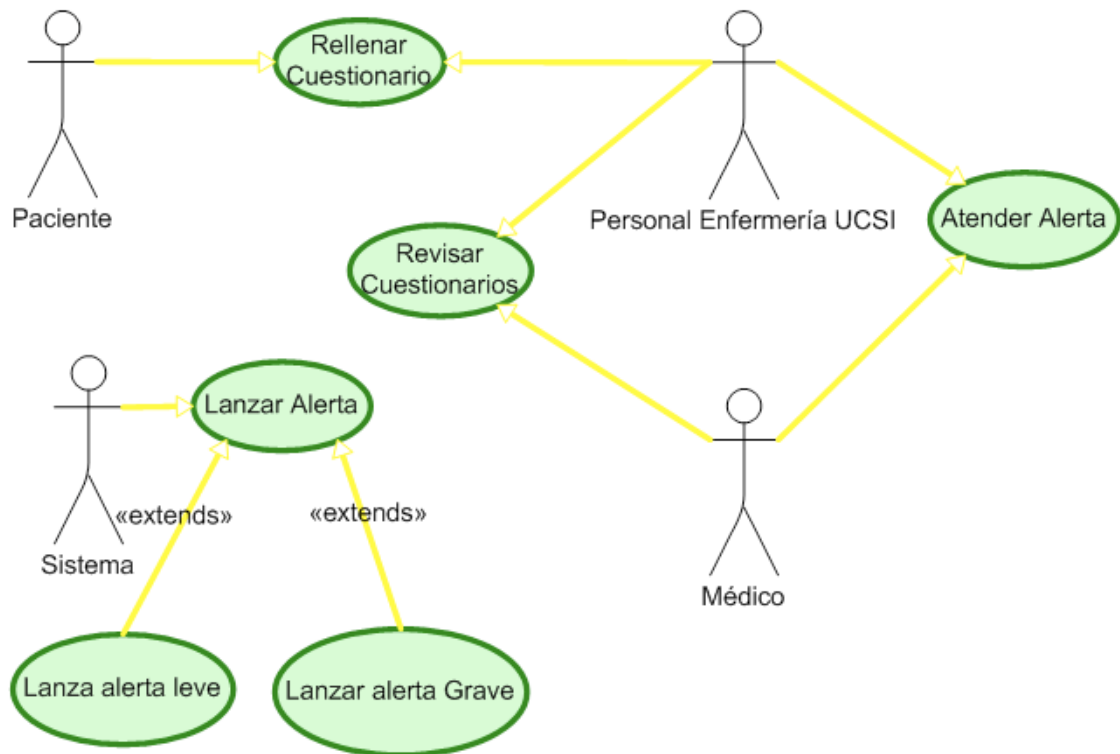 Rellenar
Cuestionario
Paciente
Personal Enfermería UCSI
Atender Alerta
Revisar
Cuestionarios
Lanzar Alerta
«extends»
«extends»
Sistema
Médico
Lanza alerta leve
Lanzar alerta Grave